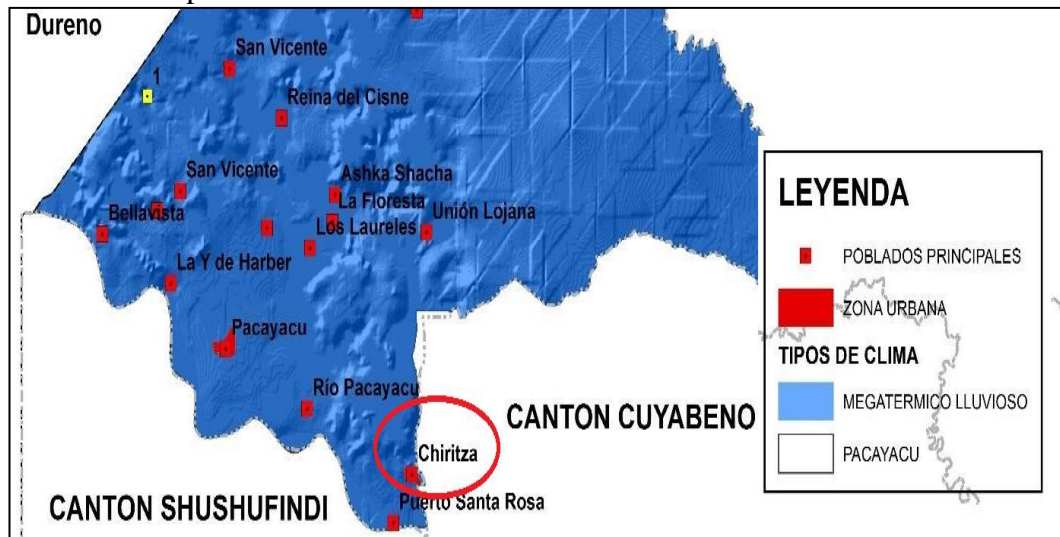 Dureno
San Vicente
1
Reina del Cisne
San Vicente
Ashka Shacha
La Floresta
Bellavista
Los Laureles
Unión Lojana
La Y de Harber
Pacayacu
Río Pacayacu
CANTON CUYABENO
Chiritza
CANTON SHUSHUFINDI
Puerto Santa Rosa
LEYENDA
POBLADOS PRINCIPALES
ZONA URBANA
TIPOS DE CLIMA
MEGATERMICO LLUVIOSO
PACAYACU